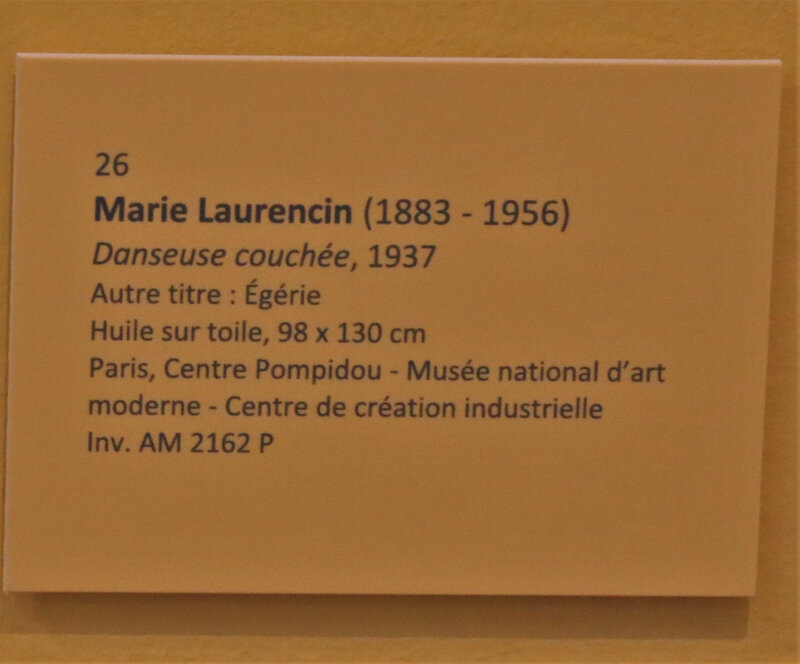 26
Marie Laurencin (1883 - 1956)
Danseuse couchée, 1937
Autre titre : Égérie
Huile sur toile, 98 x 130 cm
Paris, Centre Pompidou - Musée national d’art
moderne - Centre de création industrielle
Inv. AM 2162 P